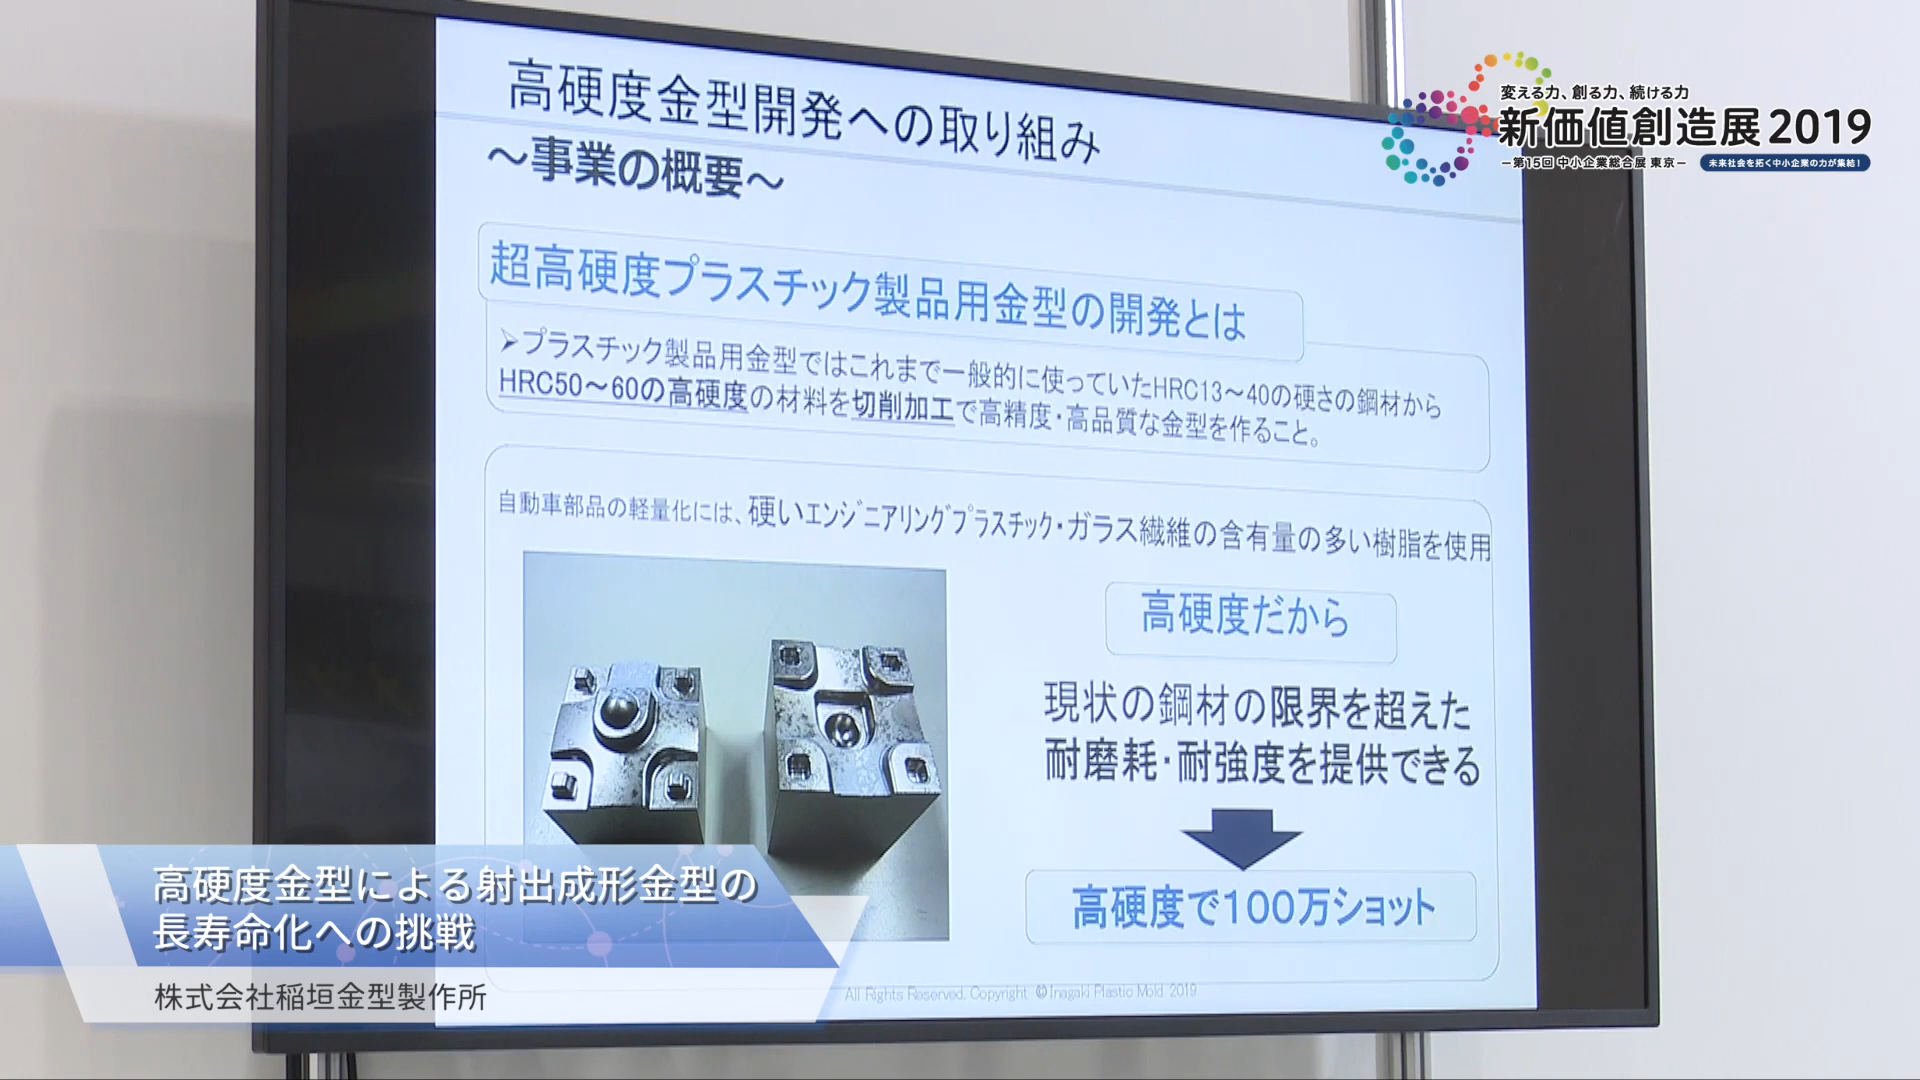 変える力、創る力、続ける力
新価値創造展2019
－第15回 中小企業総合展 東京－
未来社会を拓く中小企業の力が集結！
高硬度金型開発への取り組み
～事業の概要～
超高硬度プラスチック製品用金型の開発とは
➢プラスチック製品用金型ではこれまで一般的に使っていたHRC13～40の硬さの鋼材から
HRC50～60の高硬度の材料を切削加工で高精度・高品質な金型を作ること。
自動車部品の軽量化には、硬いｴﾝｼﾞﾆｱﾘﾝｸﾞﾌﾟﾗｽﾁｯｸ・ガラス繊維の含有量の多い樹脂を使用
高硬度だから
現状の鋼材の限界を超えた
耐磨耗・耐強度を提供できる
高硬度で100万ショット
All Rights Reserved. Copyright ©Inagaki Plastic Mold. 2019
高硬度金型による射出成形金型の
長寿命化への挑戦
株式会社稲垣金型製作所